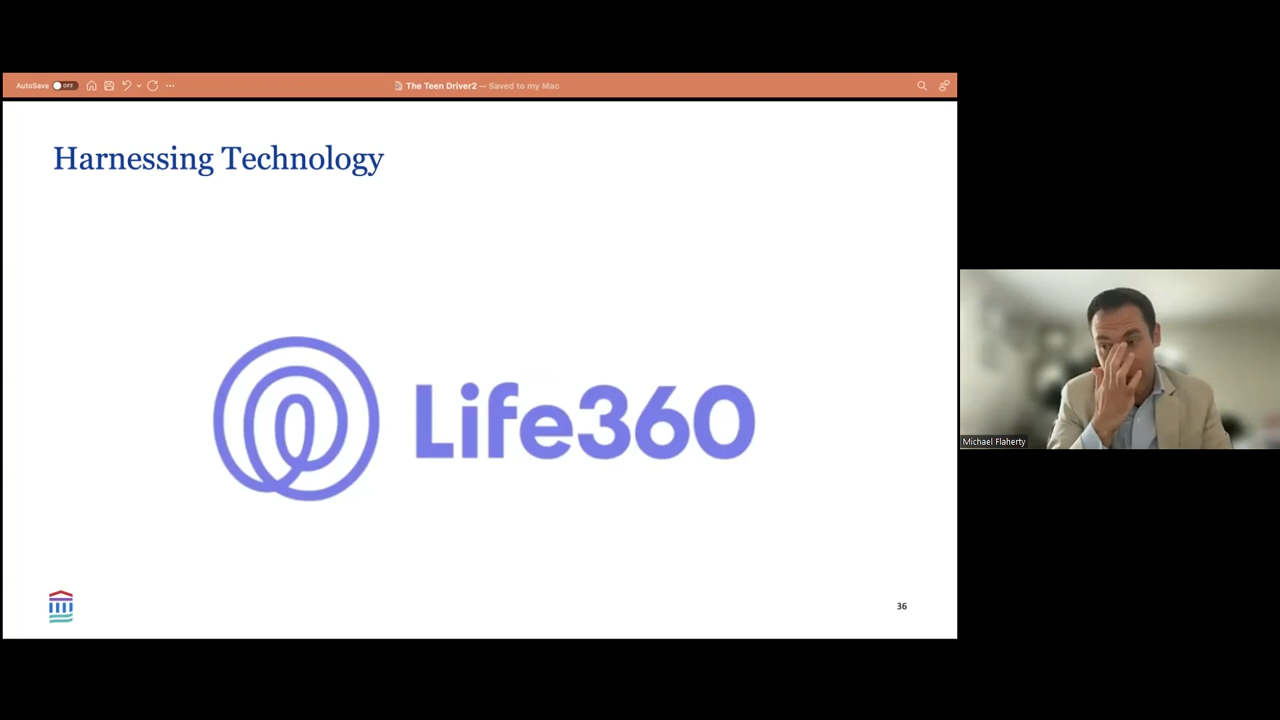 AutoSave OFF
The Teen Driver2 — Saved to my Mac
Harnessing Technology
Life360
Michael Flaherty
36